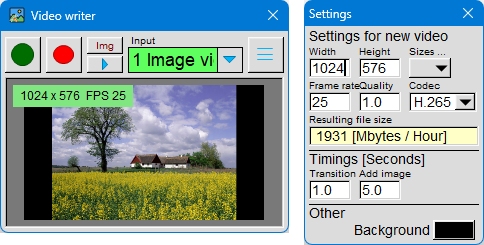 Video writer
Img
Input
1 Image vi
1024 x 576 FPS 25
Settings
Settings for new video
Width Height Sizes ...
1024 576
Frame rate Quality Codec
25 1.0 H.265
Resulting file size
1931 [Mbytes / Hour]
Timings [Seconds]
Transition Add image
1.0 5.0
Other
Background